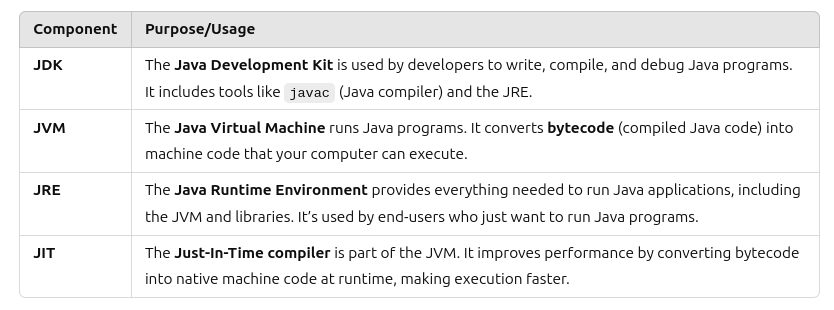 Component Purpose/Usage
JDK The Java Development Kit is used by developers to write, compile, and debug Java programs.
It includes tools like javac (Java compiler) and the JRE.
JVM The Java Virtual Machine runs Java programs. It converts bytecode (compiled Java code) into
machine code that your computer can execute.
JRE The Java Runtime Environment provides everything needed to run Java applications, including
the JVM and libraries. It’s used by end-users who just want to run Java programs.
JIT The Just-In-Time compiler is part of the JVM. It improves performance by converting bytecode
into native machine code at runtime, making execution faster.